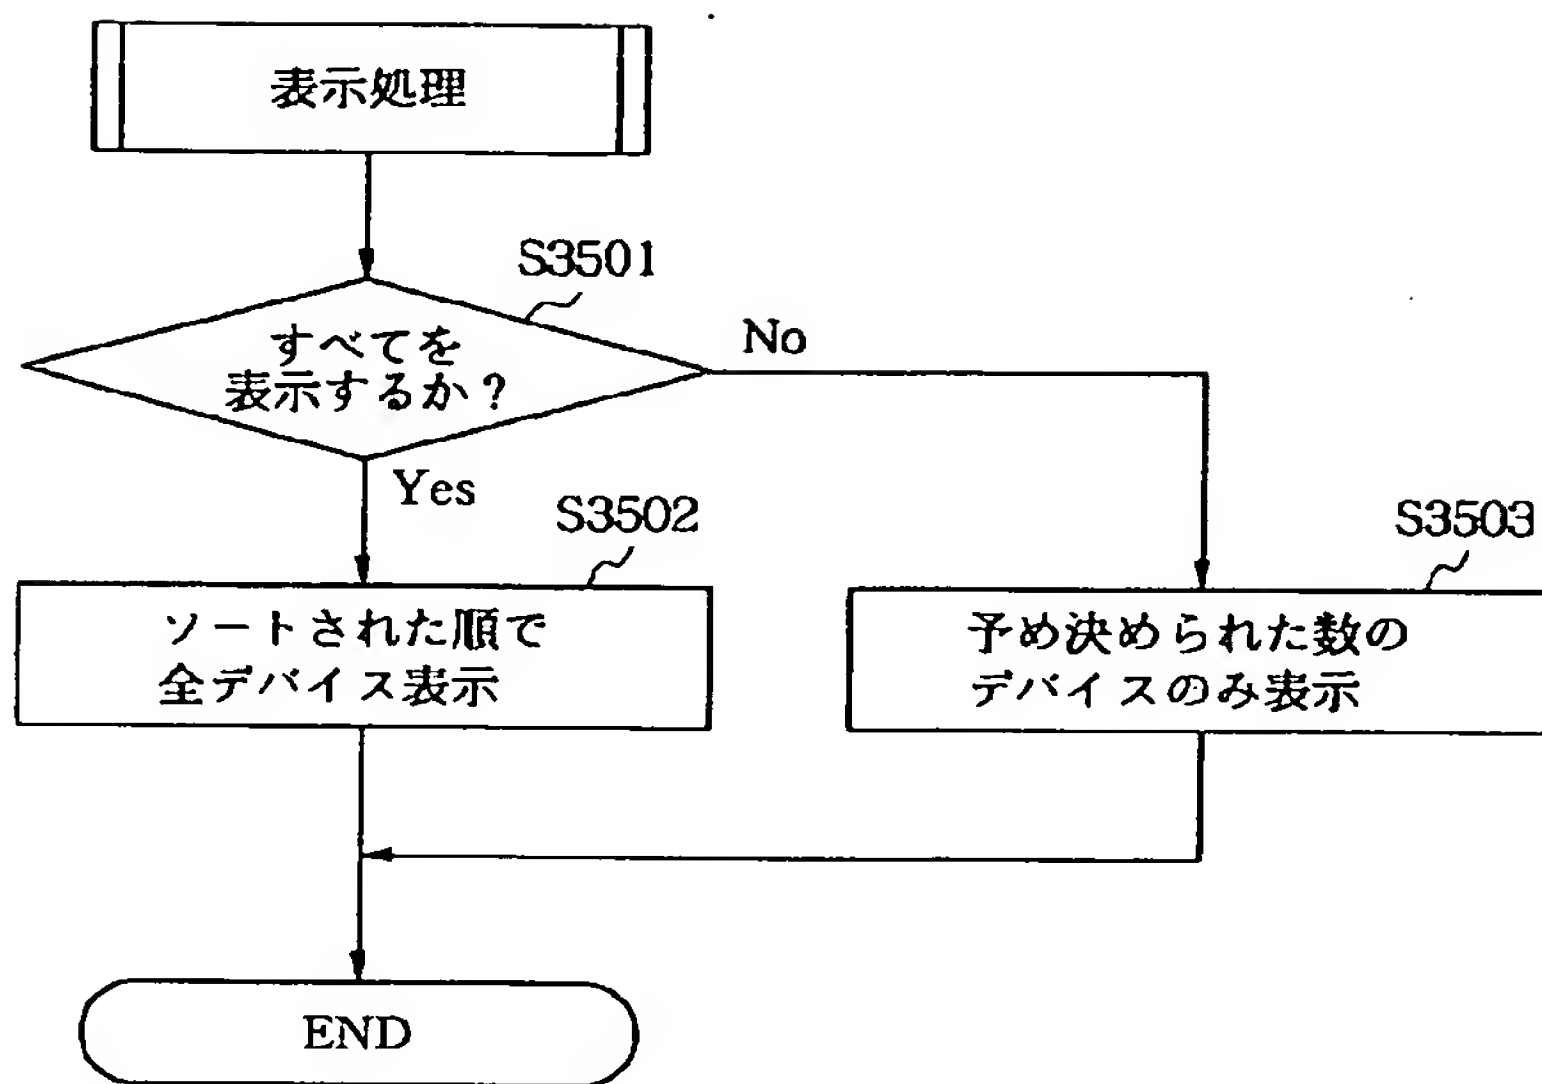 表示処理
S3501
すべてを
表示するか?
No
Yes
S3502
ソートされた順で
全デバイス表示
S3503
予め決められた数の
デバイスのみ表示
END